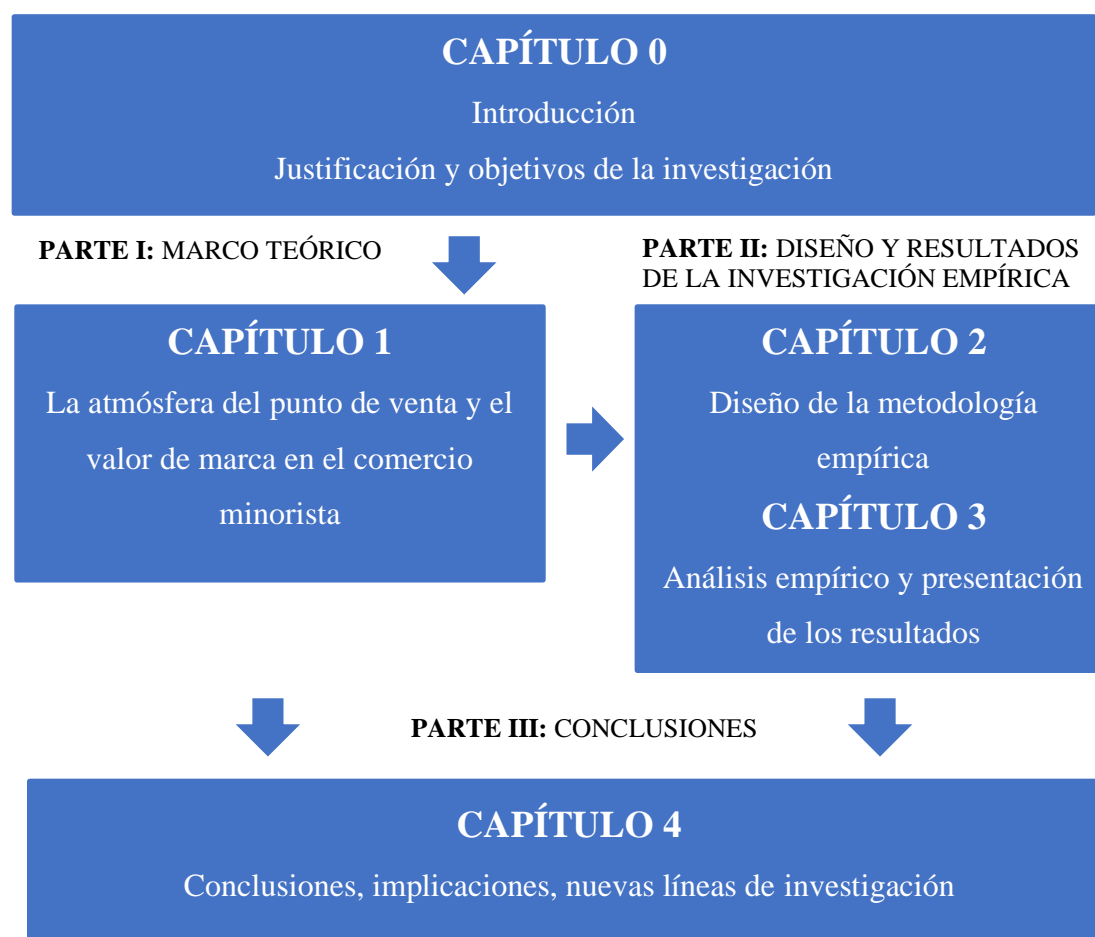 CAPÍTULO 0
Introducción
Justificación y objetivos de la investigación
PARTE I: MARCO TEÓRICO
PARTE II: DISEÑO Y RESULTADOS
DE LA INVESTIGACIÓN EMPÍRICA
CAPÍTULO 1
La atmósfera del punto de venta y el
valor de marca en el comercio
minorista
CAPÍTULO 2
Diseño de la metodología
empírica
CAPÍTULO 3
Análisis empírico y presentación
de los resultados
PARTE III: CONCLUSIONES
CAPÍTULO 4
Conclusiones, implicaciones, nuevas líneas de investigación